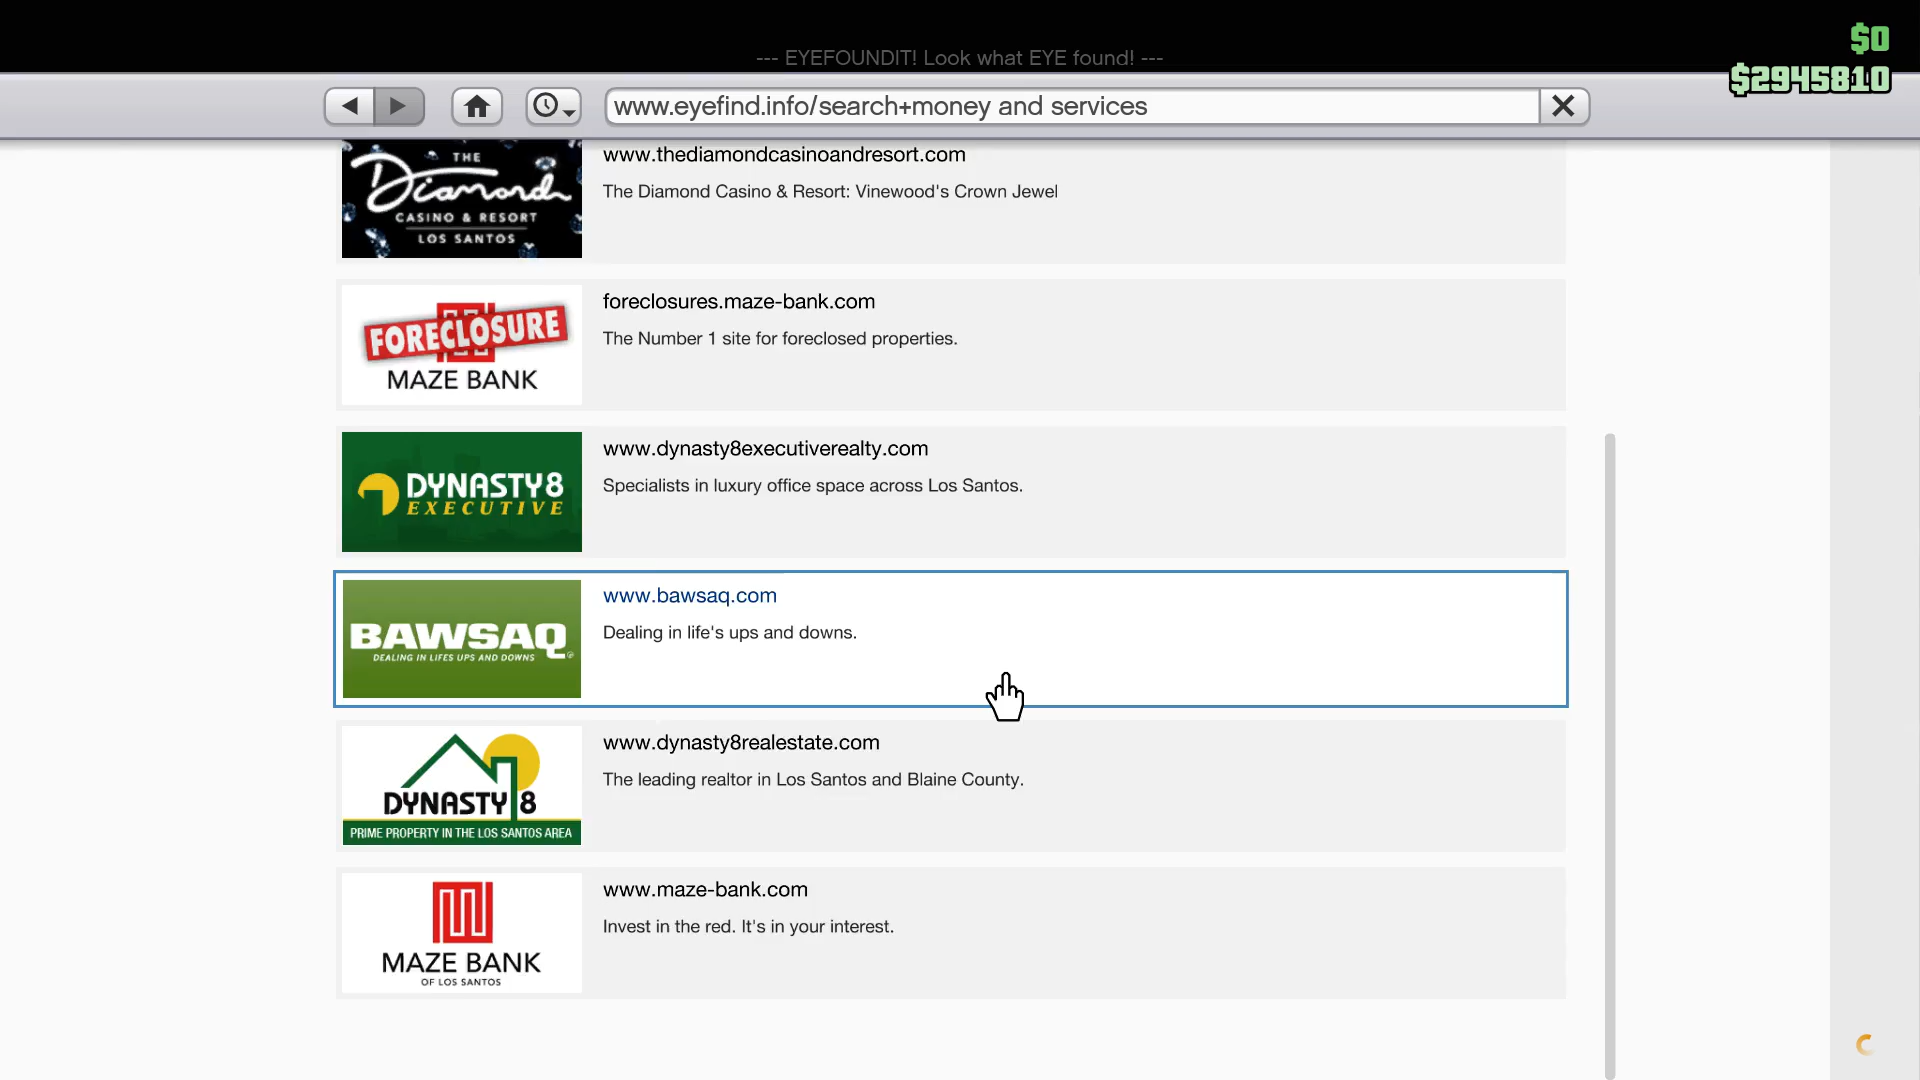 $0
--- EYEFOUNDIT! Look what EYE found! ---
$2945810
www.eyefind.info/search+money and services
THE
Diamond
CASINO & RESORT
LOS SANTOS
www.thediamondcasinoandresort.com
The Diamond Casino & Resort: Vinewood's Crown Jewel
FORECLOSURE
MAZE BANK
foreclosures.maze-bank.com
The Number 1 site for foreclosed properties.
DYNASTY8
EXECUTIVE
www.dynasty8executiverealty.com
Specialists in luxury office space across Los Santos.
BAWSAQ
DEALING IN LIFES UPS AND DOWNS
www.bawsaq.com
Dealing in life's ups and downs.
DYNASTY 8
PRIME PROPERTY IN THE LOS SANTOS AREA
www.dynasty8realestate.com
The leading realtor in Los Santos and Blaine County.
MAZE BANK
OF LOS SANTOS
www.maze-bank.com
Invest in the red. It's in your interest.